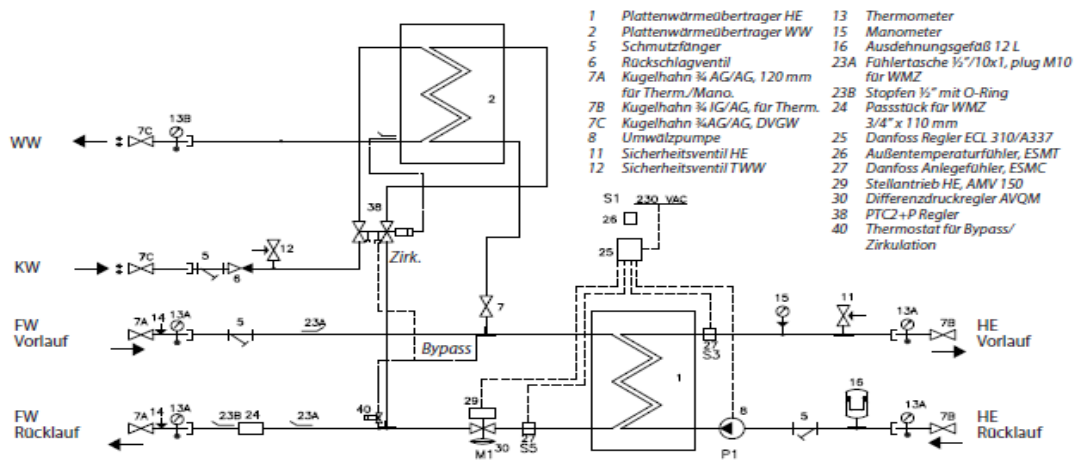 1 Plattenwärmeübertrager HE
2 Plattenwärmeübertrager WW
5 Schmutzfänger
6 Rückschlagventil
7A Kugelhahn ¾ AG/AG, 120 mm
für Therm./Mano.
7B Kugelhahn ¾ IG/AG, für Therm.
7C Kugelhahn ¾AG/AG, DVGW
8 Umwälzpumpe
11 Sicherheitsventil HE
12 Sicherheitsventil TWW
13 Thermometer
15 Manometer
16 Ausdehnungsgefäß 12 L
23A Fühlertasche ½"/10x1, plug M10
für WMZ
23B Stopfen ½" mit O-Ring
24 Passstück für WMZ
3/4" x 110 mm
25 Danfoss Regler ECL 310/A337
26 Außentemperaturfühler, ESMT
27 Danfoss Anlegefühler, ESMC
29 Stellantrieb HE, AMV 150
30 Differenzdruckregler AVQM
38 PTC2+P Regler
40 Thermostat für Bypass/
Zirkulation
2
WW 7C 13B
38
S1 230 VAC
26
25
Zirk.
12
KW 7C 5 6
7
FW
Vorlauf
7A 14 13A 5 23A
Bypass
27
S3
15 11 13A 7B
HE
Vorlauf
1
FW
Rücklauf
7A 14 13A 23B 24 23A
40
29
30
M1
27
S5
8
P1
5
16
13A 7B
HE
Rücklauf